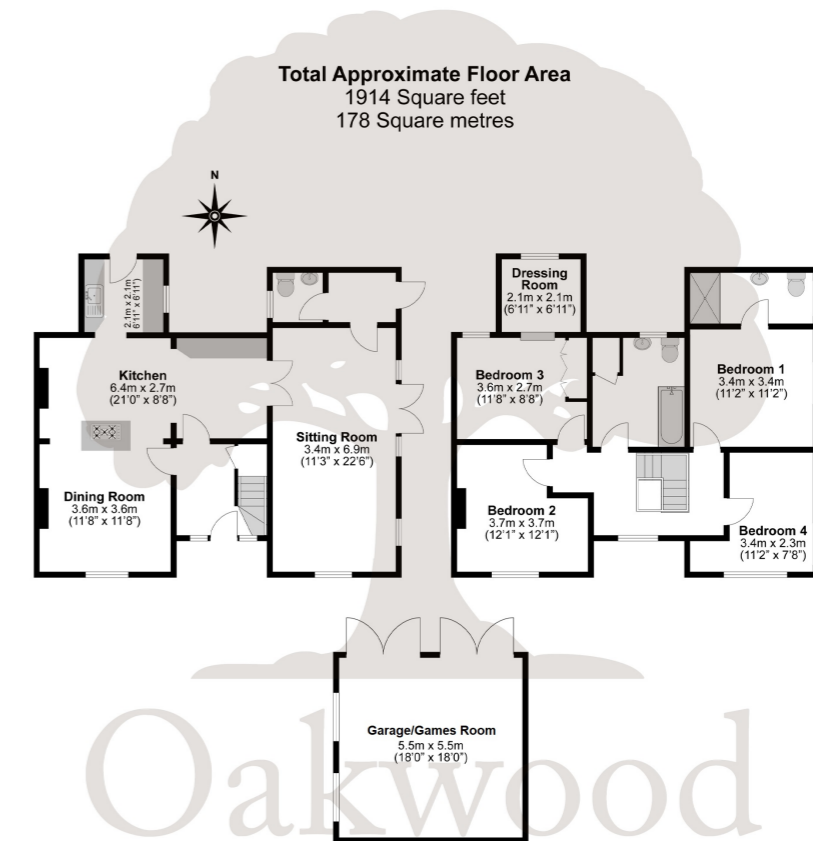 Total Approximate Floor Area
1914 Square feet
178 Square metres
N
2.1m x 2.1m
6'11" x 6'11")
Kitchen
6.4m x 2.7m
(21'0" x 8'8")
Dining Room
3.6m x 3.6m
(11'8" x 11'8")
Sitting Room
3.4m x 6.9m
(11'3" x 22'6")
Dressing
Room
2.1m x 2.1m
(6'11" x 6'11")
Bedroom 3
3.6m x 2.7m
(11'8" x 8'8")
Bedroom 1
3.4m x 3.4m
(11'2" x 11'2")
Bedroom 2
3.7m x 3.7m
(12'1" x 12'1")
Bedroom 4
3.4m x 2.3m
(11'2" x 7'8")
Garage/Games Room
5.5m x 5.5m
(18'0" x 18'0")
Oakwood